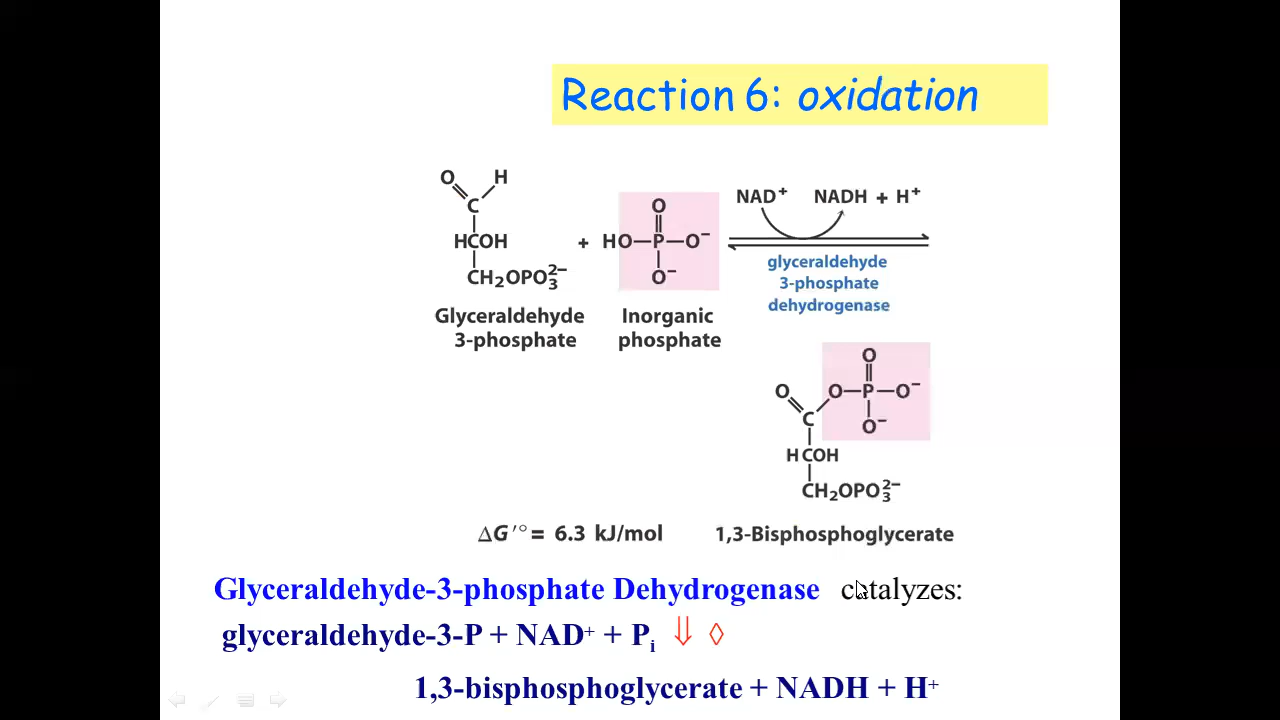 Reaction 6: oxidation
O H
C
HCOH
CH2OPO3 2−
+
O
HO—P—O−
O−
NAD+ NADH + H+
glyceraldehyde
3-phosphate
dehydrogenase
Glyceraldehyde
3-phosphate
Inorganic
phosphate
O
O O—P—O−
C O−
HCOH
CH2OPO3 2−
ΔG′° = 6.3 kJ/mol
1,3-Bisphosphoglycerate
Glyceraldehyde-3-phosphate Dehydrogenase catalyzes:
glyceraldehyde-3-P + NAD+ + Pi ⇓ ◊
1,3-bisphosphoglycerate + NADH + H+